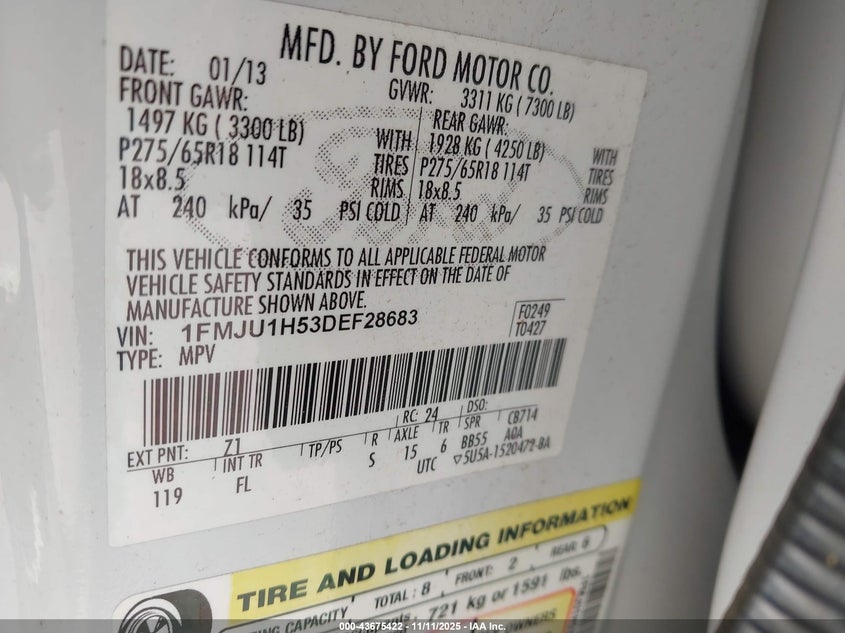 MFD. BY FORD MOTOR CO.
DATE: 01/13 GVWR: 3311 KG ( 7300 LB)
FRONT GAWR: REAR GAWR:
1497 KG ( 3300 LB) WITH 1928 KG ( 4250 LB) WITH
P275/65R18 114T TIRES P275/65R18 114T TIRES
18x8.5 RIMS 18x8.5 RIMS
AT 240 kPa/ 35 PSI COLD AT 240 kPa/ 35 PSI COLD
THIS VEHICLE CONFORMS TO ALL APPLICABLE FEDERAL MOTOR
VEHICLE SAFETY STANDARDS IN EFFECT ON THE DATE OF
MANUFACTURE SHOWN ABOVE.
VIN: 1FMJU1H53DEF28683 F0249
TYPE: MPV T0427
EXT PNT: Z1 RC: 24 DSO:
WB INT TR TP/PS R AXLE TR SPR CB714
119 FL S 15 6 BB55 AQA
UTC ▽5U5A-1520472-BA
TIRE AND LOADING INFORMATION
CAPACITY TOTAL : 8 FRONT: 2 REAR: 6
721 kg or 1591 lbs.
OWNERS
000-43675422 - 11/11/2025 - IAA Inc.